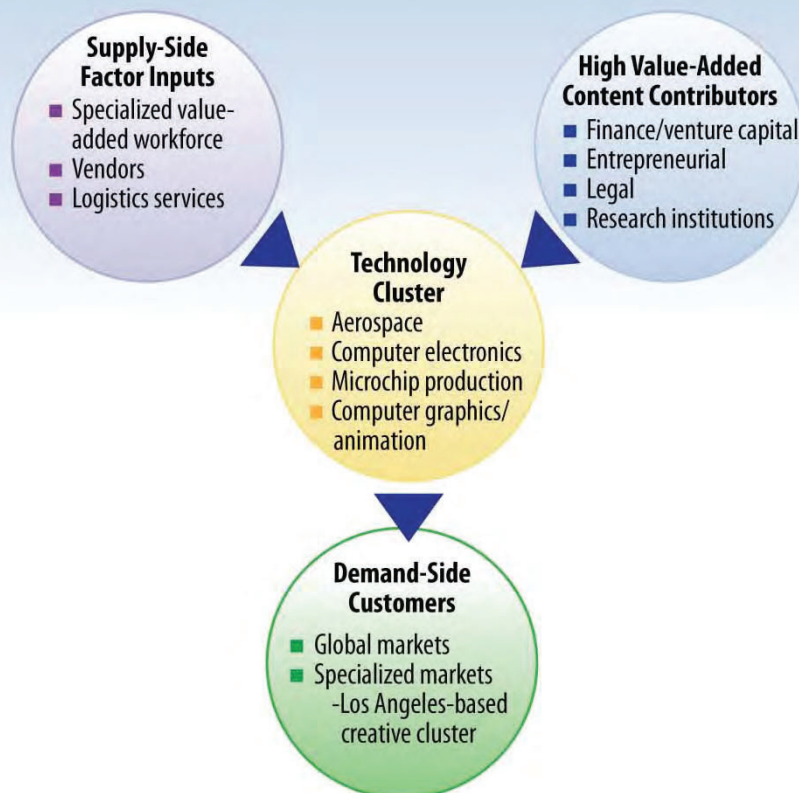 Supply-Side
Factor Inputs
■ Specialized value-
added workforce
■ Vendors
■ Logistics services
High Value-Added
Content Contributors
■ Finance/venture capital
■ Entrepreneurial
■ Legal
■ Research institutions
Technology
Cluster
■ Aerospace
■ Computer electronics
■ Microchip production
■ Computer graphics/
animation
Demand-Side
Customers
■ Global markets
■ Specialized markets
-Los Angeles-based
creative cluster